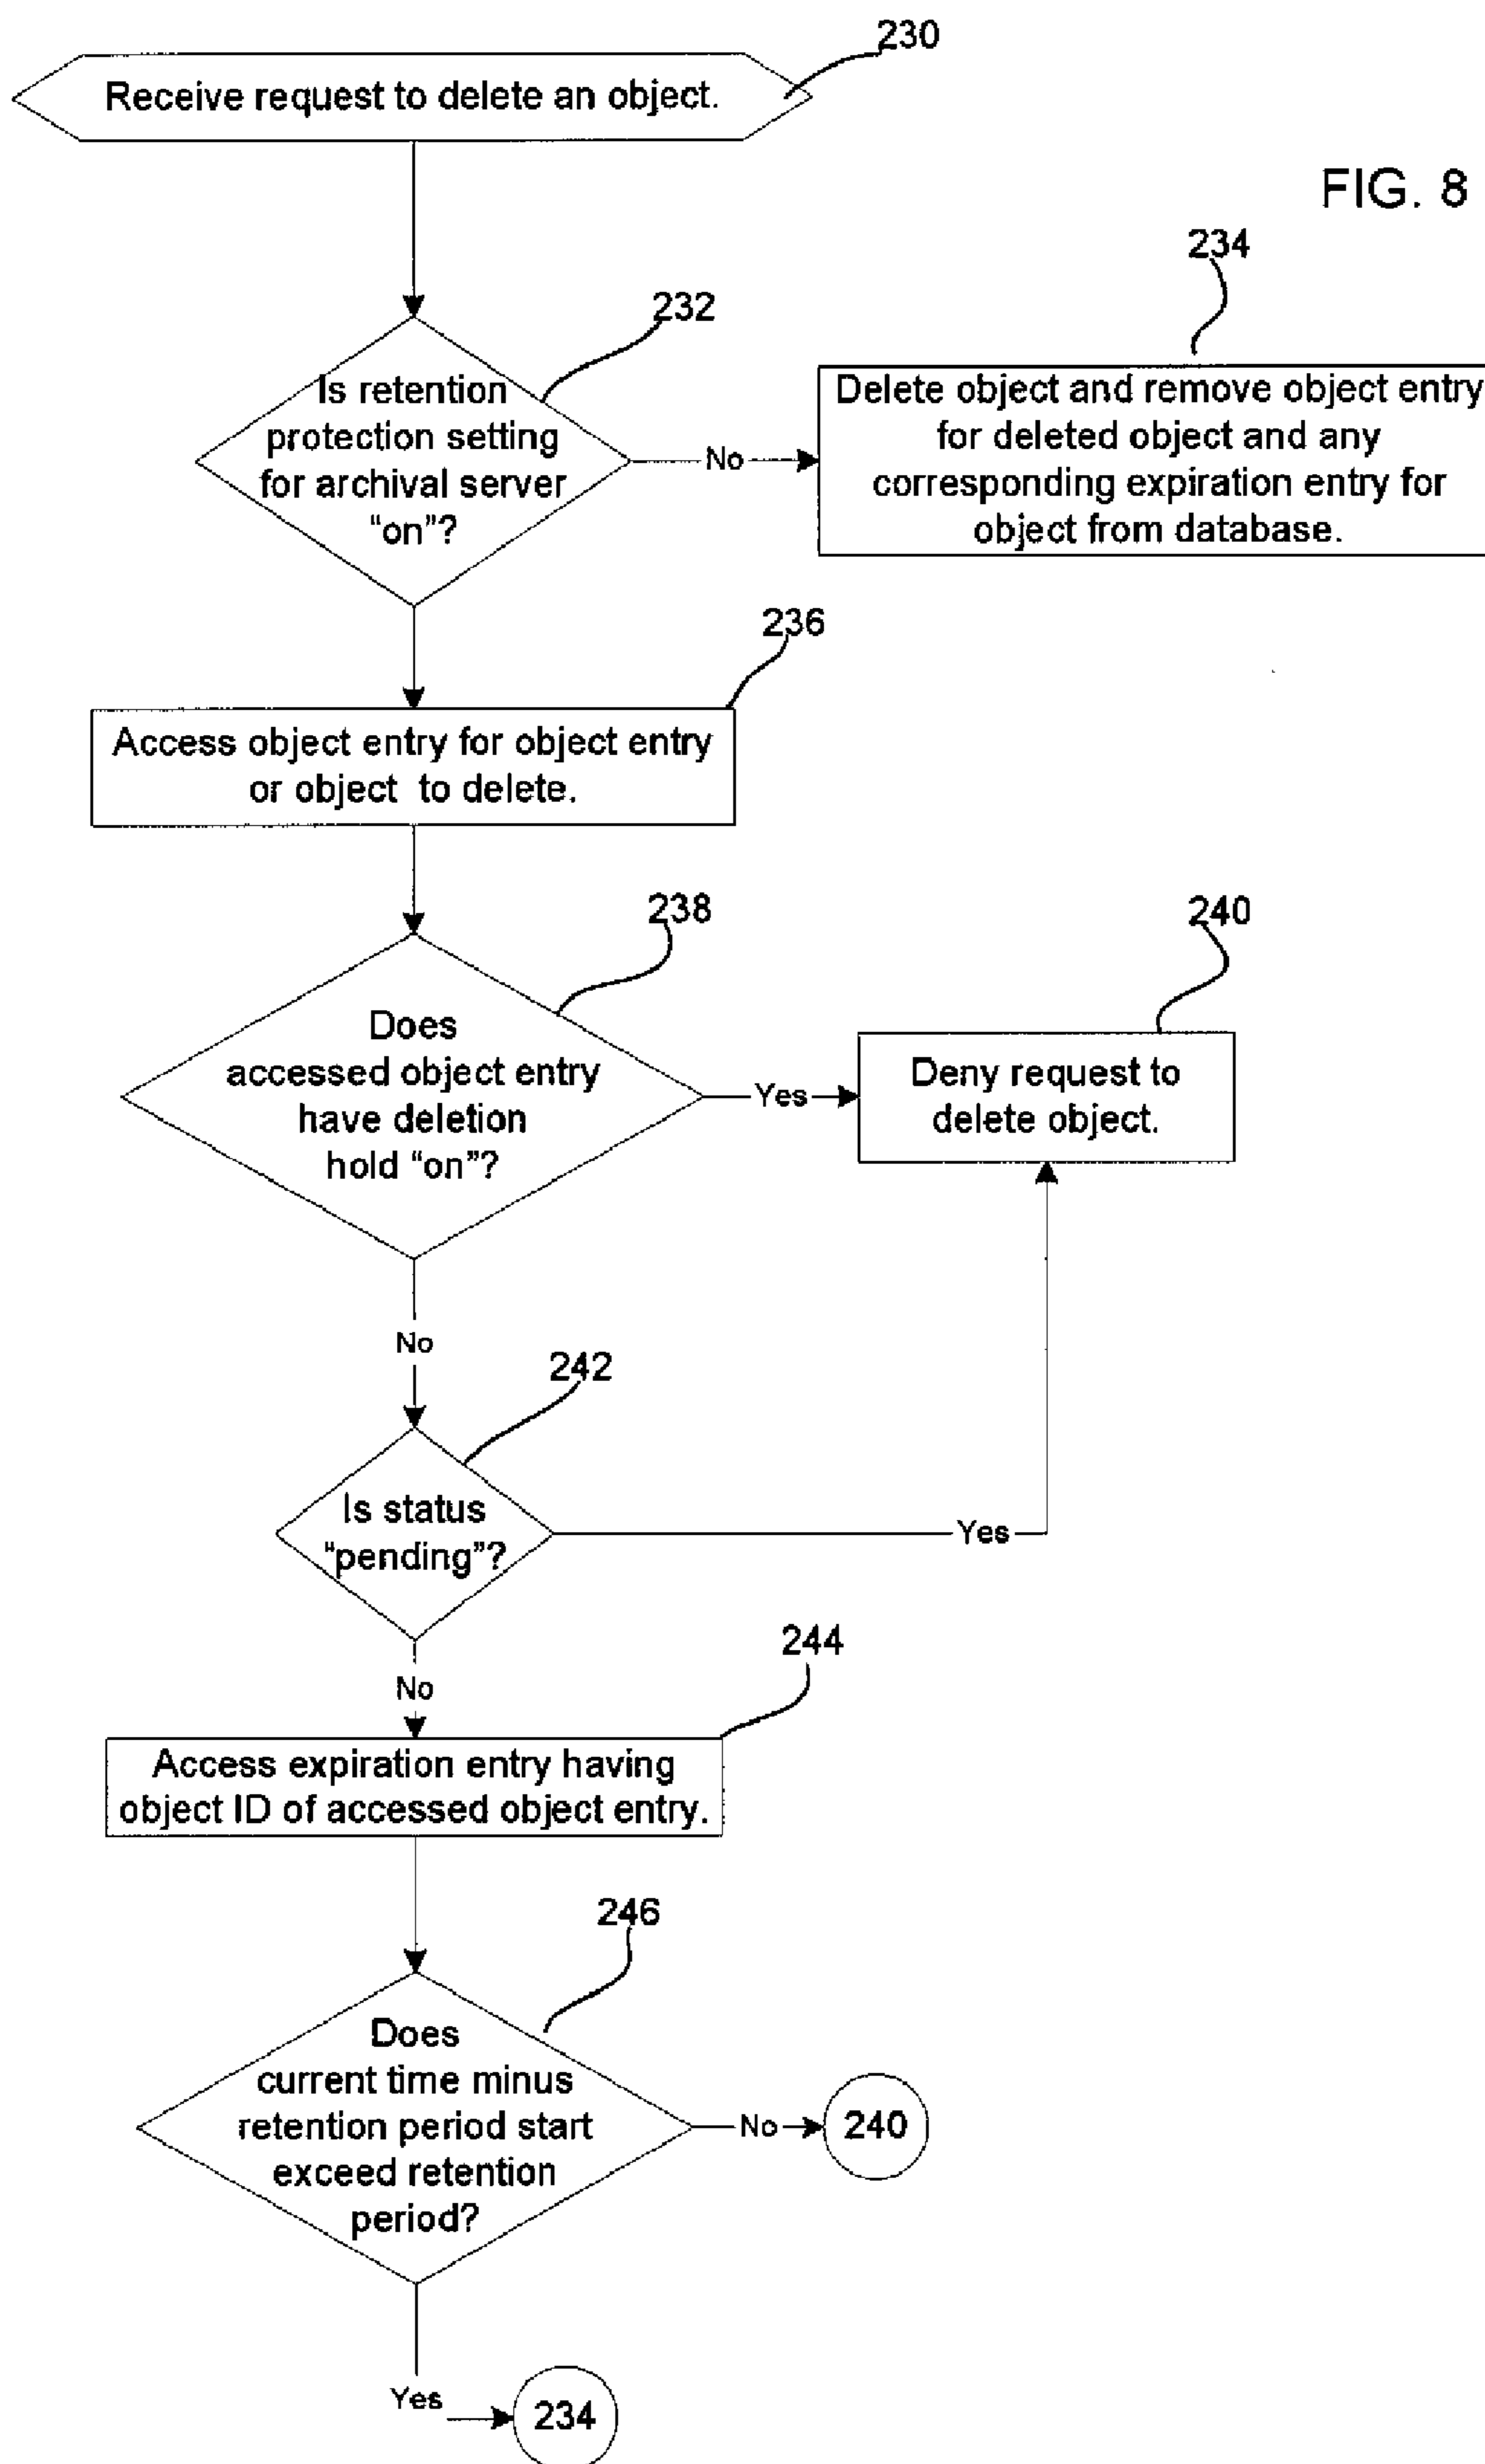 230
Receive request to delete an object.
FIG. 8
234
232
Is retention
protection setting
for archival server
“on”?
No
Delete object and remove object entry
for deleted object and any
corresponding expiration entry for
object from database.
236
Access object entry for object entry
or object to delete.
238
240
Does
accessed object entry
have deletion
hold “on”?
Yes
Deny request to
delete object.
No
242
Is status
“pending”?
Yes
No
244
Access expiration entry having
object ID of accessed object entry.
246
Does
current time minus
retention period start
exceed retention
period?
No
240
Yes
234